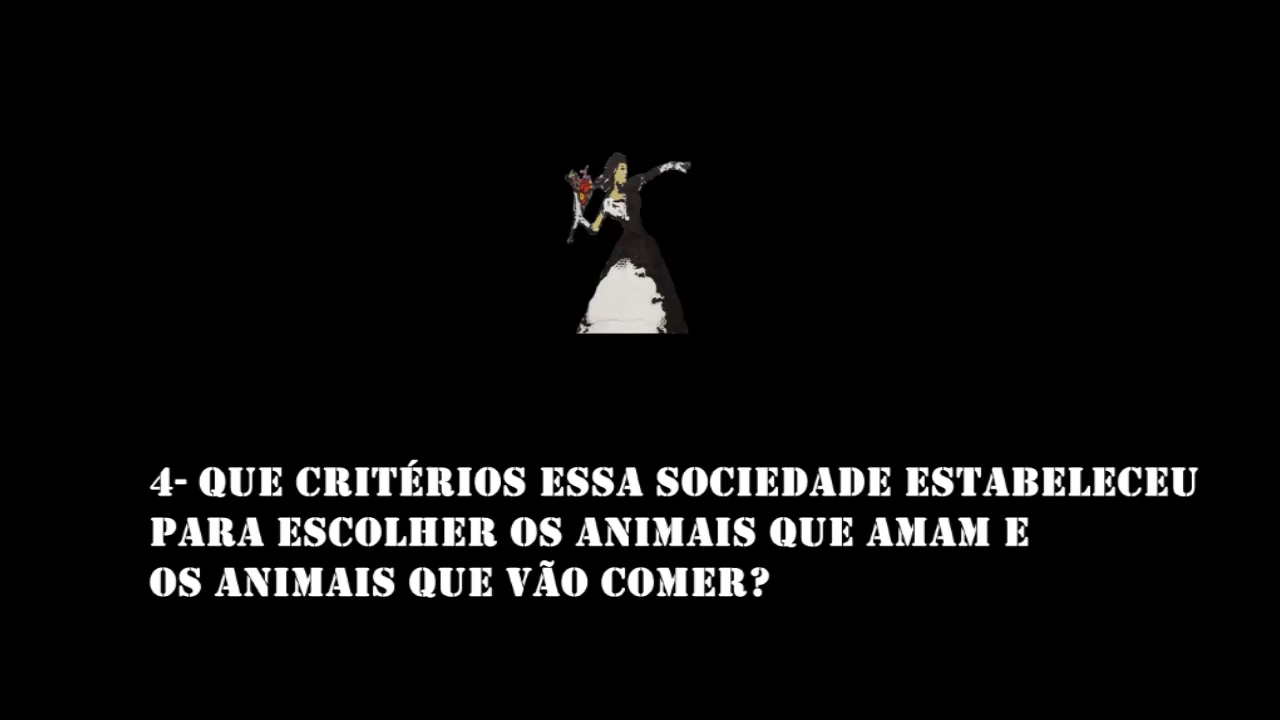 4- QUE CRITÉRIOS ESSA SOCIEDADE ESTABELECEU
PARA ESCOLHER OS ANIMAIS QUE AMAM E
OS ANIMAIS QUE VÃO COMER?